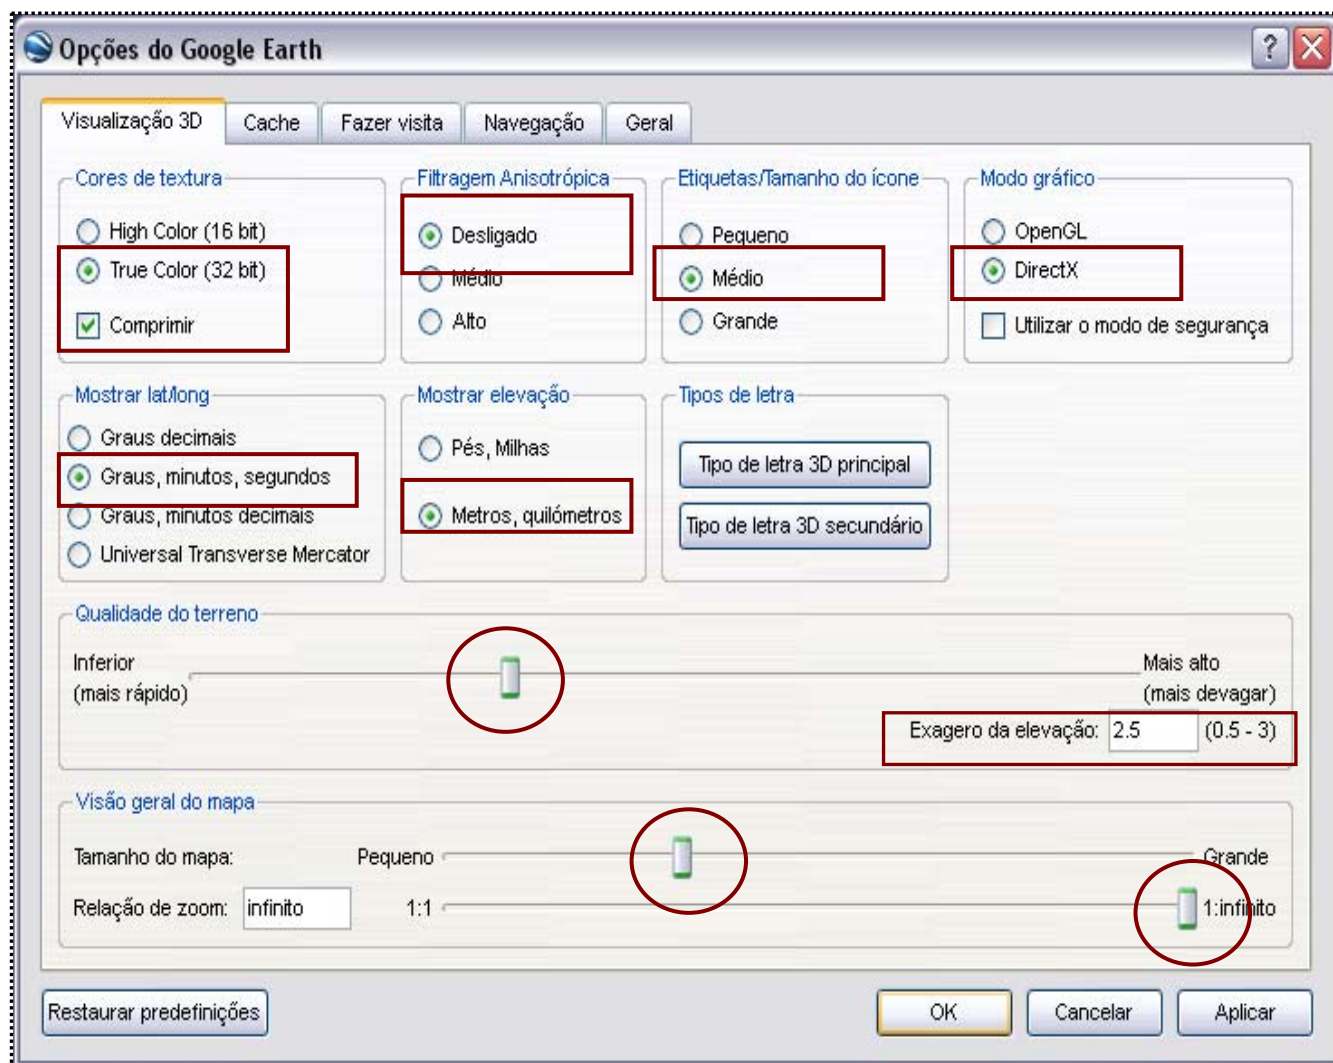 Opções do Google Earth
Visualização 3D
Cache
Fazer visita
Navegação
Geral
Cores de textura
High Color (16 bit)
True Color (32 bit)
Comprimir
Filtragem Anisotrópica
Desligado
Médio
Alto
Etiquetas/Tamanho do ícone
Pequeno
Médio
Grande
Modo gráfico
OpenGL
DirectX
Utilizar o modo de segurança
Mostrar lat/long
Graus decimais
Graus, minutos, segundos
Graus, minutos decimais
Universal Transverse Mercator
Mostrar elevação
Pés, Milhas
Metros, quilómetros
Tipos de letra
Tipo de letra 3D principal
Tipo de letra 3D secundário
Qualidade do terreno
Inferior
(mais rápido)
Mais alto
(mais devagar)
Exagero da elevação: 2.5 (0.5 - 3)
Visão geral do mapa
Tamanho do mapa: Pequeno Grande
Relação de zoom: infinito 1:1 1:infinito
Restaurar predefinições
OK
Cancelar
Aplicar